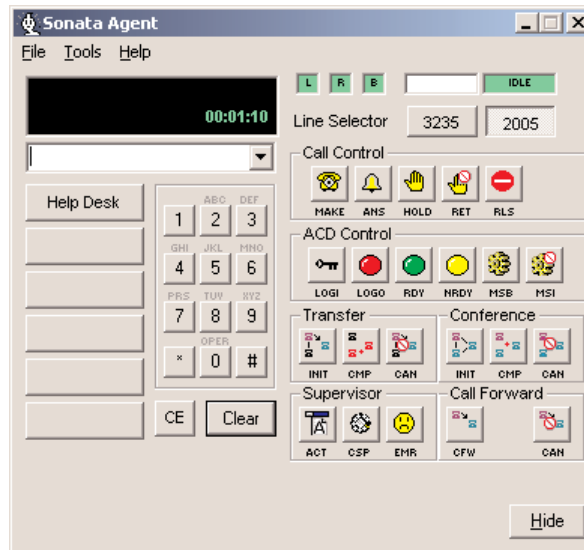 Sonata Agent
File Tools Help
L R B IDLE
00:01:10
Line Selector 3235 2005
Call Control
MAKE ANS HOLD RET RLS
Help Desk
ABC DEF
1 2 3
GHI JKL MNO
4 5 6
PRS TUV XYZ
7 8 9
OPER
* 0 #
CE Clear
ACD Control
LOGI LOGO RDY NRDY MSB MSI
Transfer Conference
INIT CMP CAN INIT CMP CAN
Supervisor Call Forward
ACT CSP EMR CFW CAN
Hide